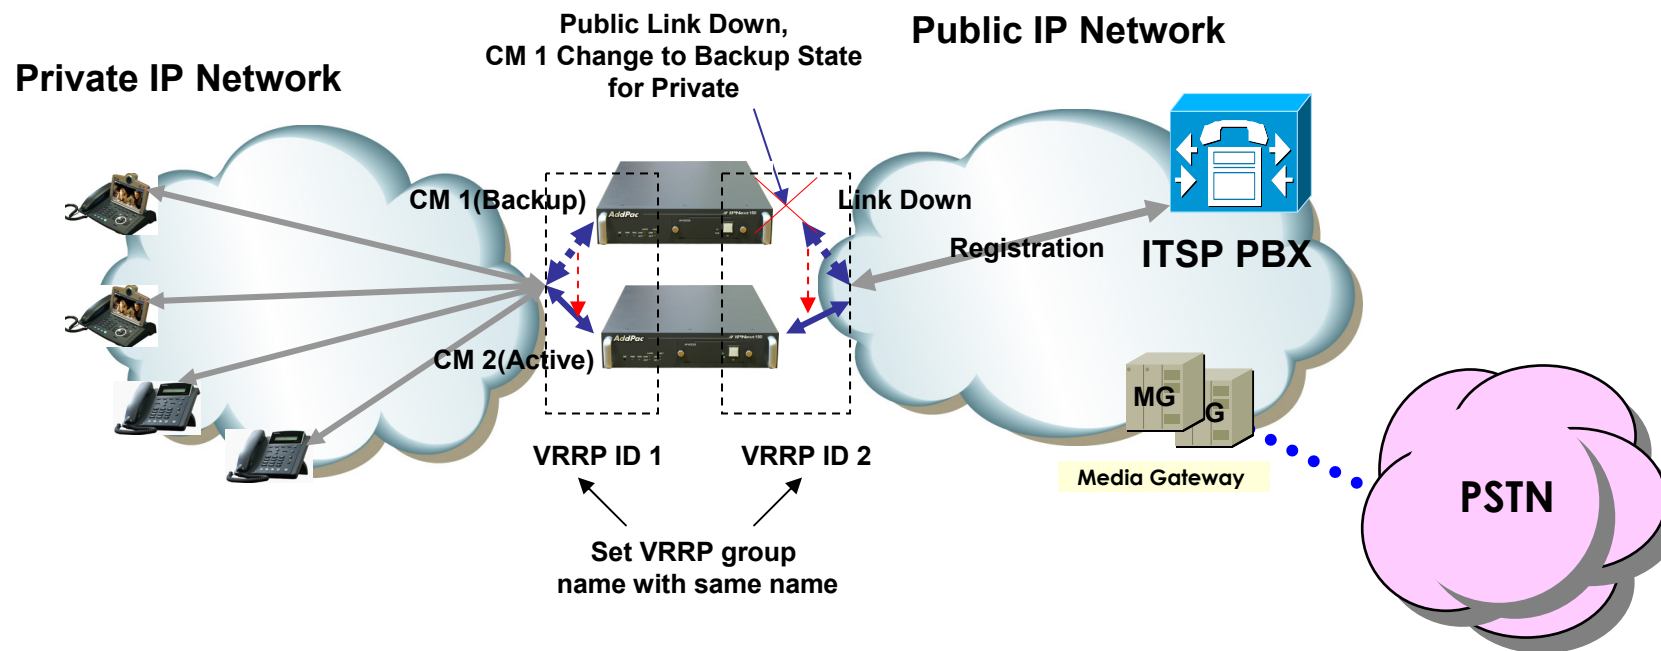 Public Link Down,
CM 1 Change to Backup State
for Private
Public IP Network
Private IP Network
CM 1(Backup)
AddPac
Link Down
Registration
ITSP PBX
AddPac
CM 2(Active)
MG
G
Media Gateway
VRRP ID 1
VRRP ID 2
PSTN
Set VRRP group
name with same name